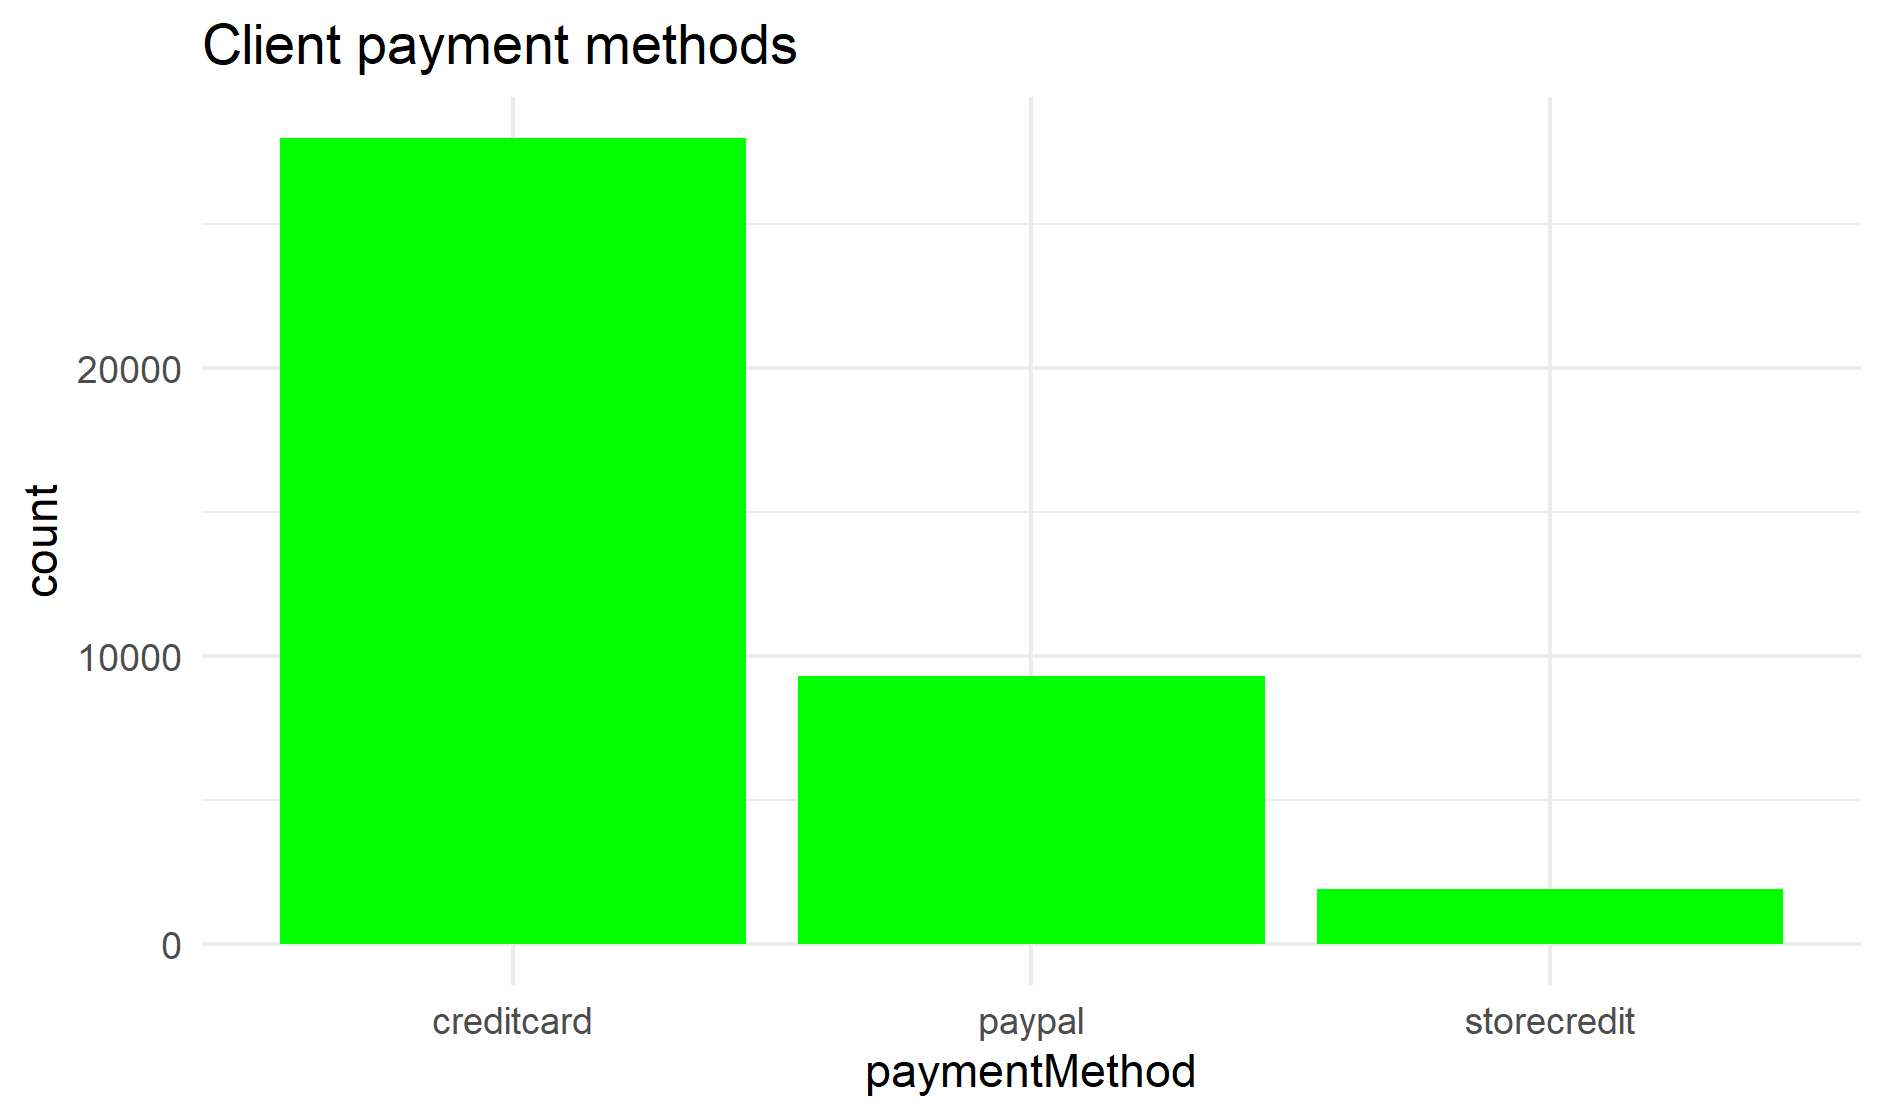 Client payment methods
count
20000
10000
0
creditcard paypal storecredit
paymentMethod